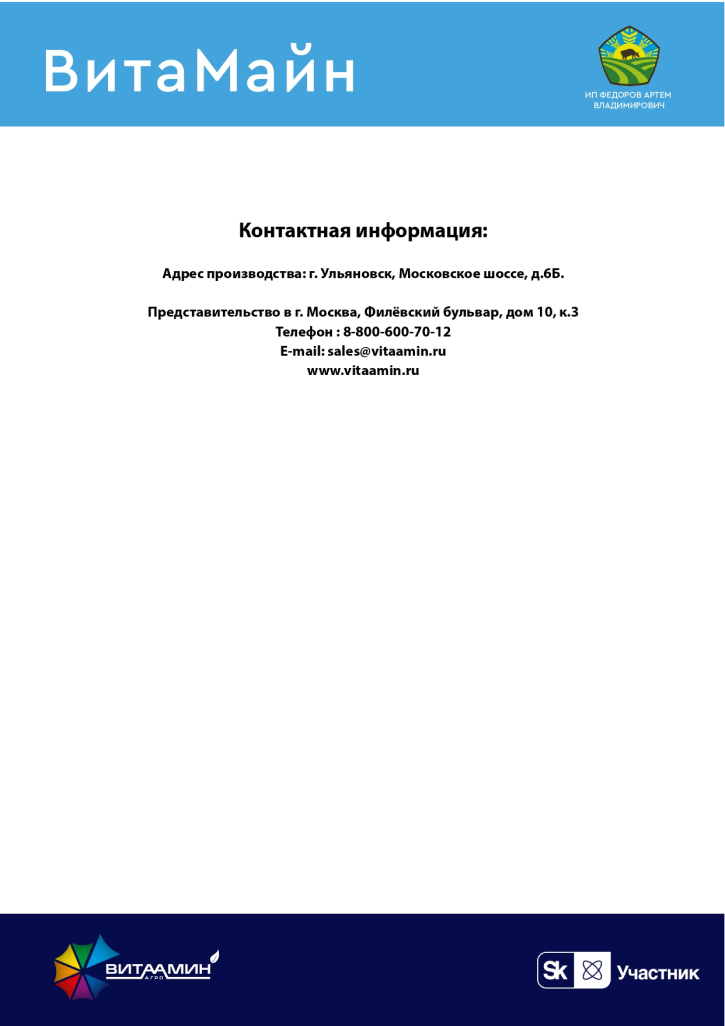 ВитаМайн
ИП ФЕДОРОВ АРТЕМ
ВЛАДИМИРОВИЧ
Контактная информация:
Адрес производства: г. Ульяновск, Московское шоссе, д.6Б.
Представительство в г. Москва, Филёвский бульвар, дом 10, к.3
Телефон : 8-800-600-70-12
E-mail: sales@vitaamin.ru
www.vitaamin.ru
ВИТААМИН
АГРО
Sk Участник